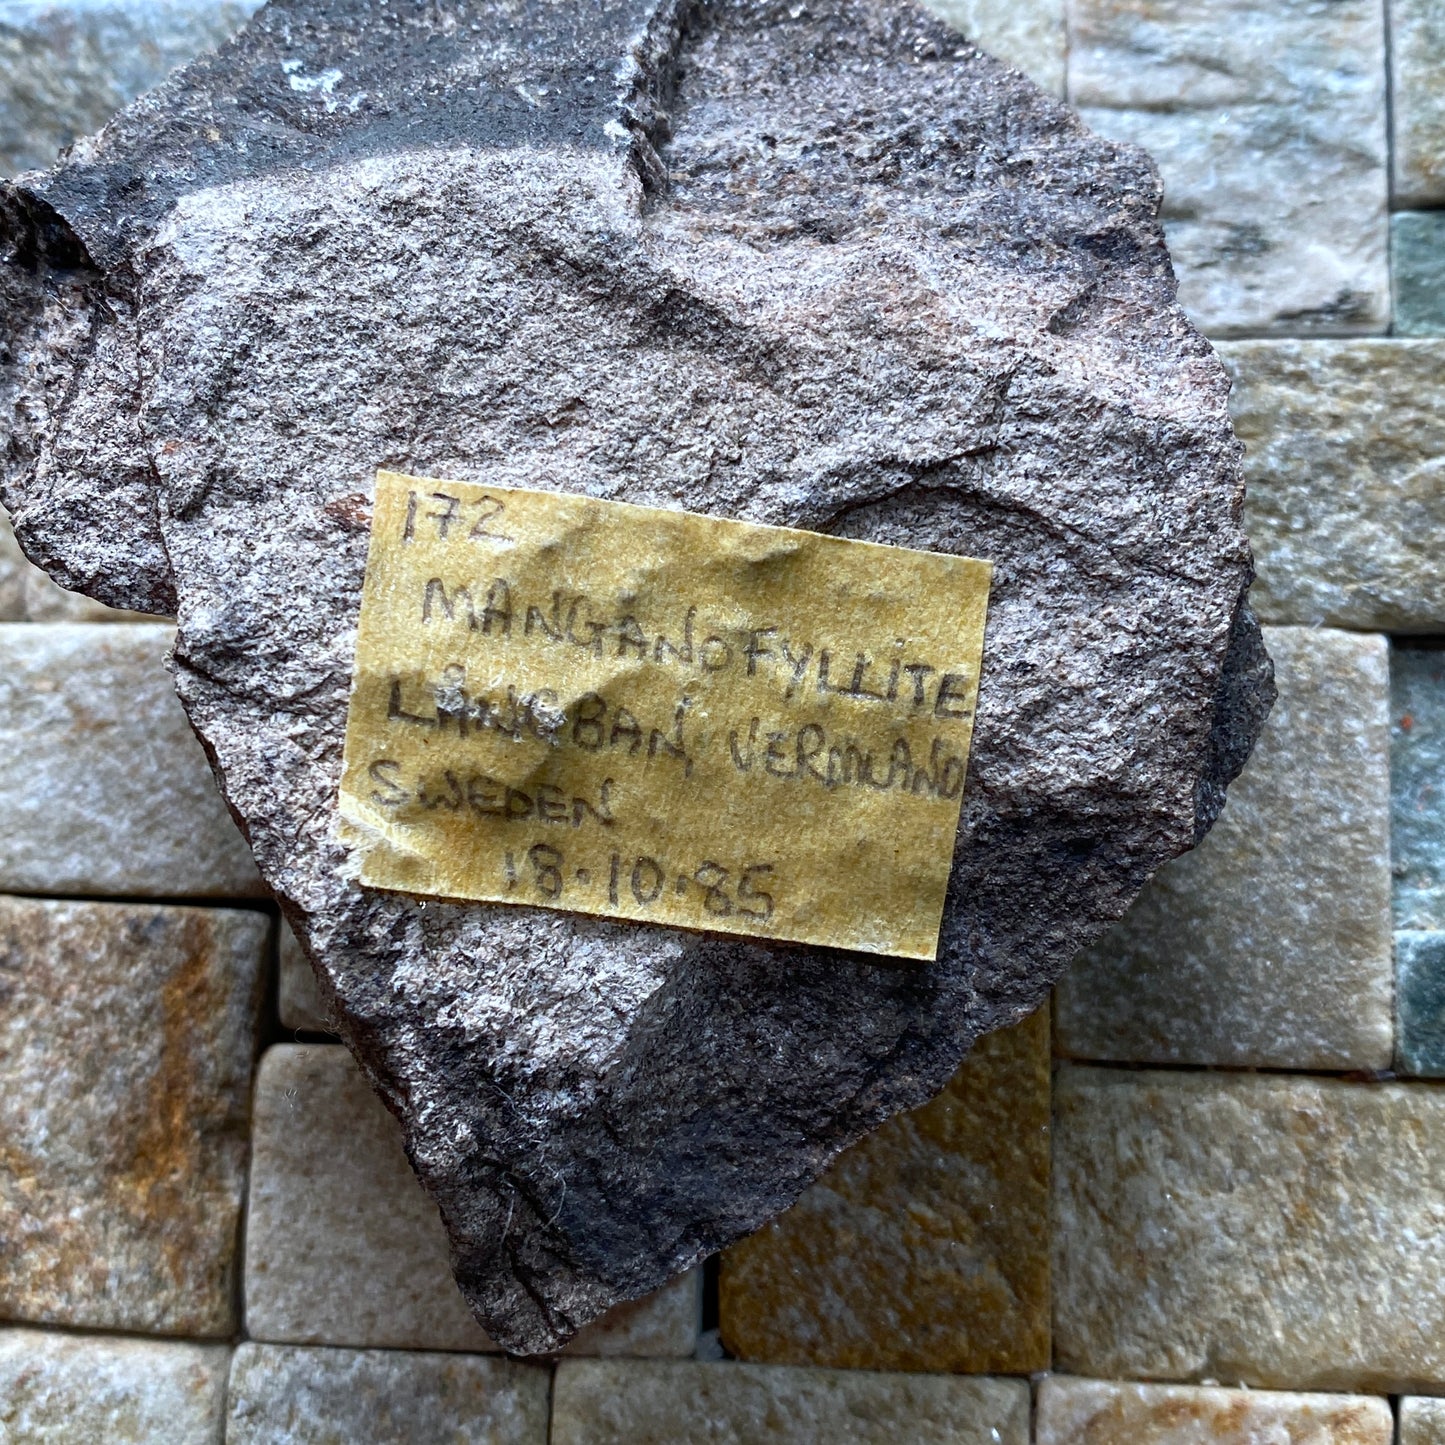 172
MANGANOFYLLITE
LÅNGBAN, VERMLAND
SWEDEN
18.10.85